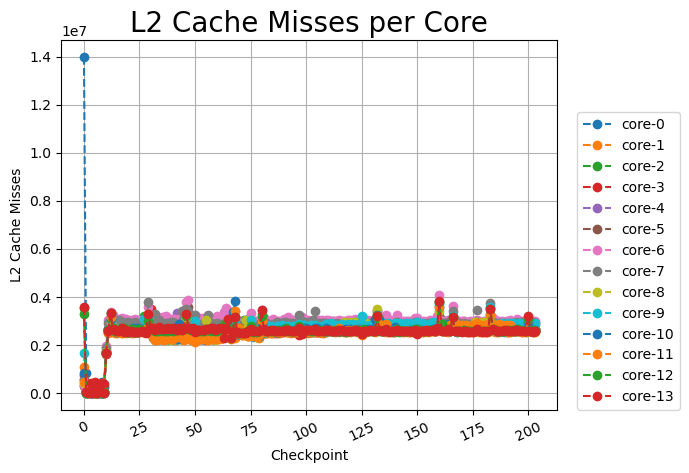 L2 Cache Misses per Core
1e7
1.4
1.2
1.0
0.8
0.6
0.4
0.2
0.0
L2 Cache Misses
0
25
50
75
100
125
150
175
200
Checkpoint
core-0
core-1
core-2
core-3
core-4
core-5
core-6
core-7
core-8
core-9
core-10
core-11
core-12
core-13